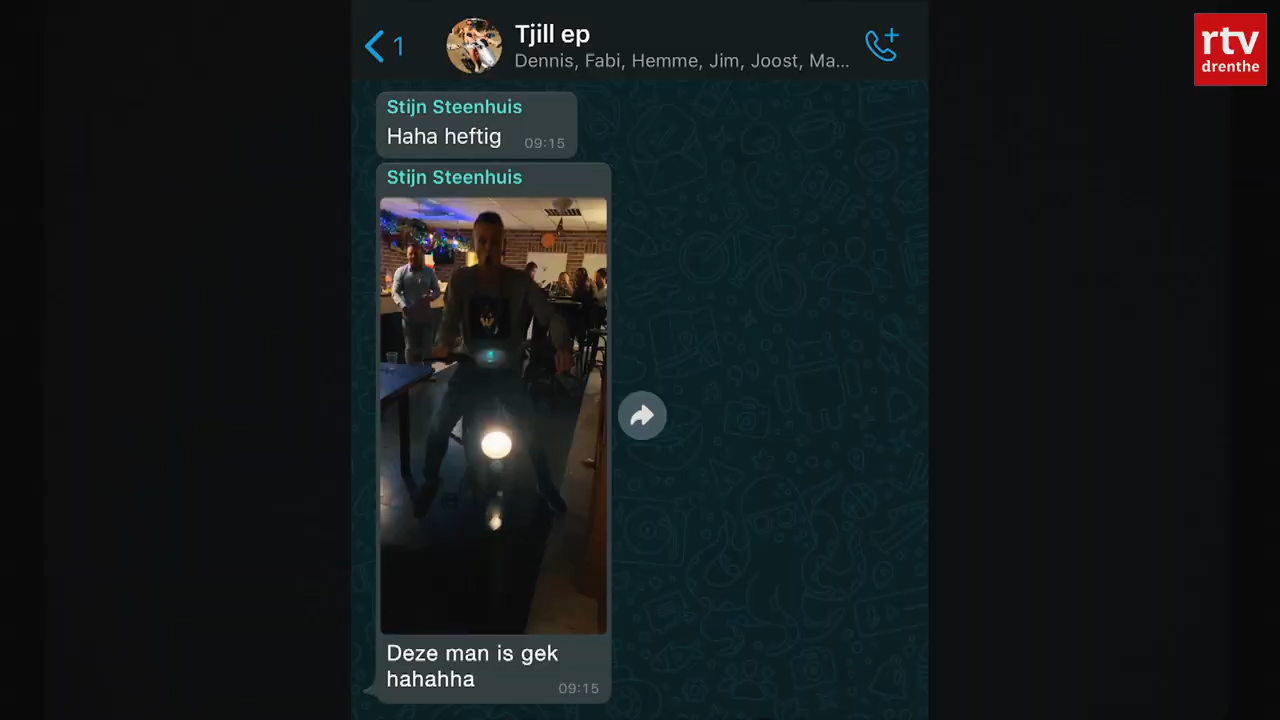 1
Tjill ep
Dennis, Fabi, Hemme, Jim, Joost, Ma...
rtv
drenthe
Stijn Steenhuis
Haha heftig
09:15
Stijn Steenhuis
Deze man is gek
hahahha
09:15